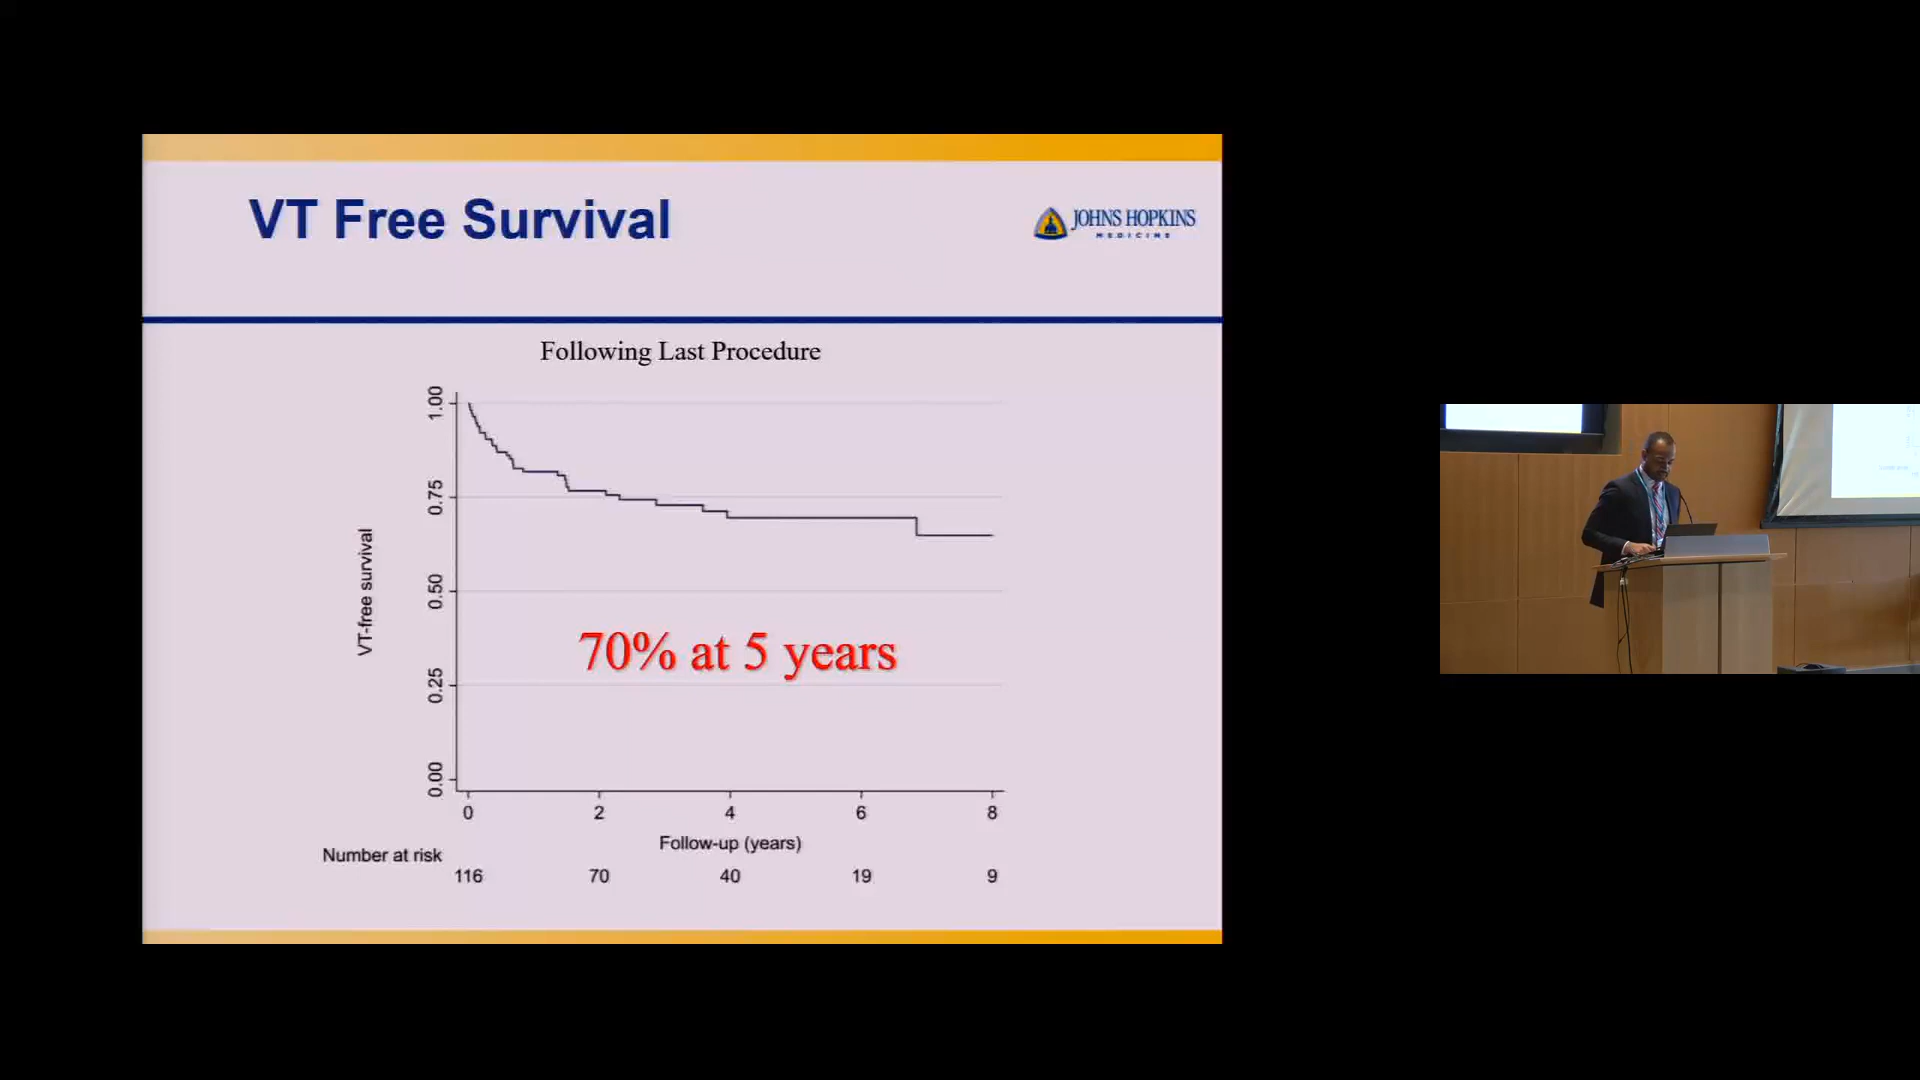 VT Free Survival
JOHNS HOPKINS
MEDICINE
Following Last Procedure
1.00
0.75
0.50
0.25
0.00
VT-free survival
70% at 5 years
0 2 4 6 8
Follow-up (years)
Number at risk
116 70 40 19 9